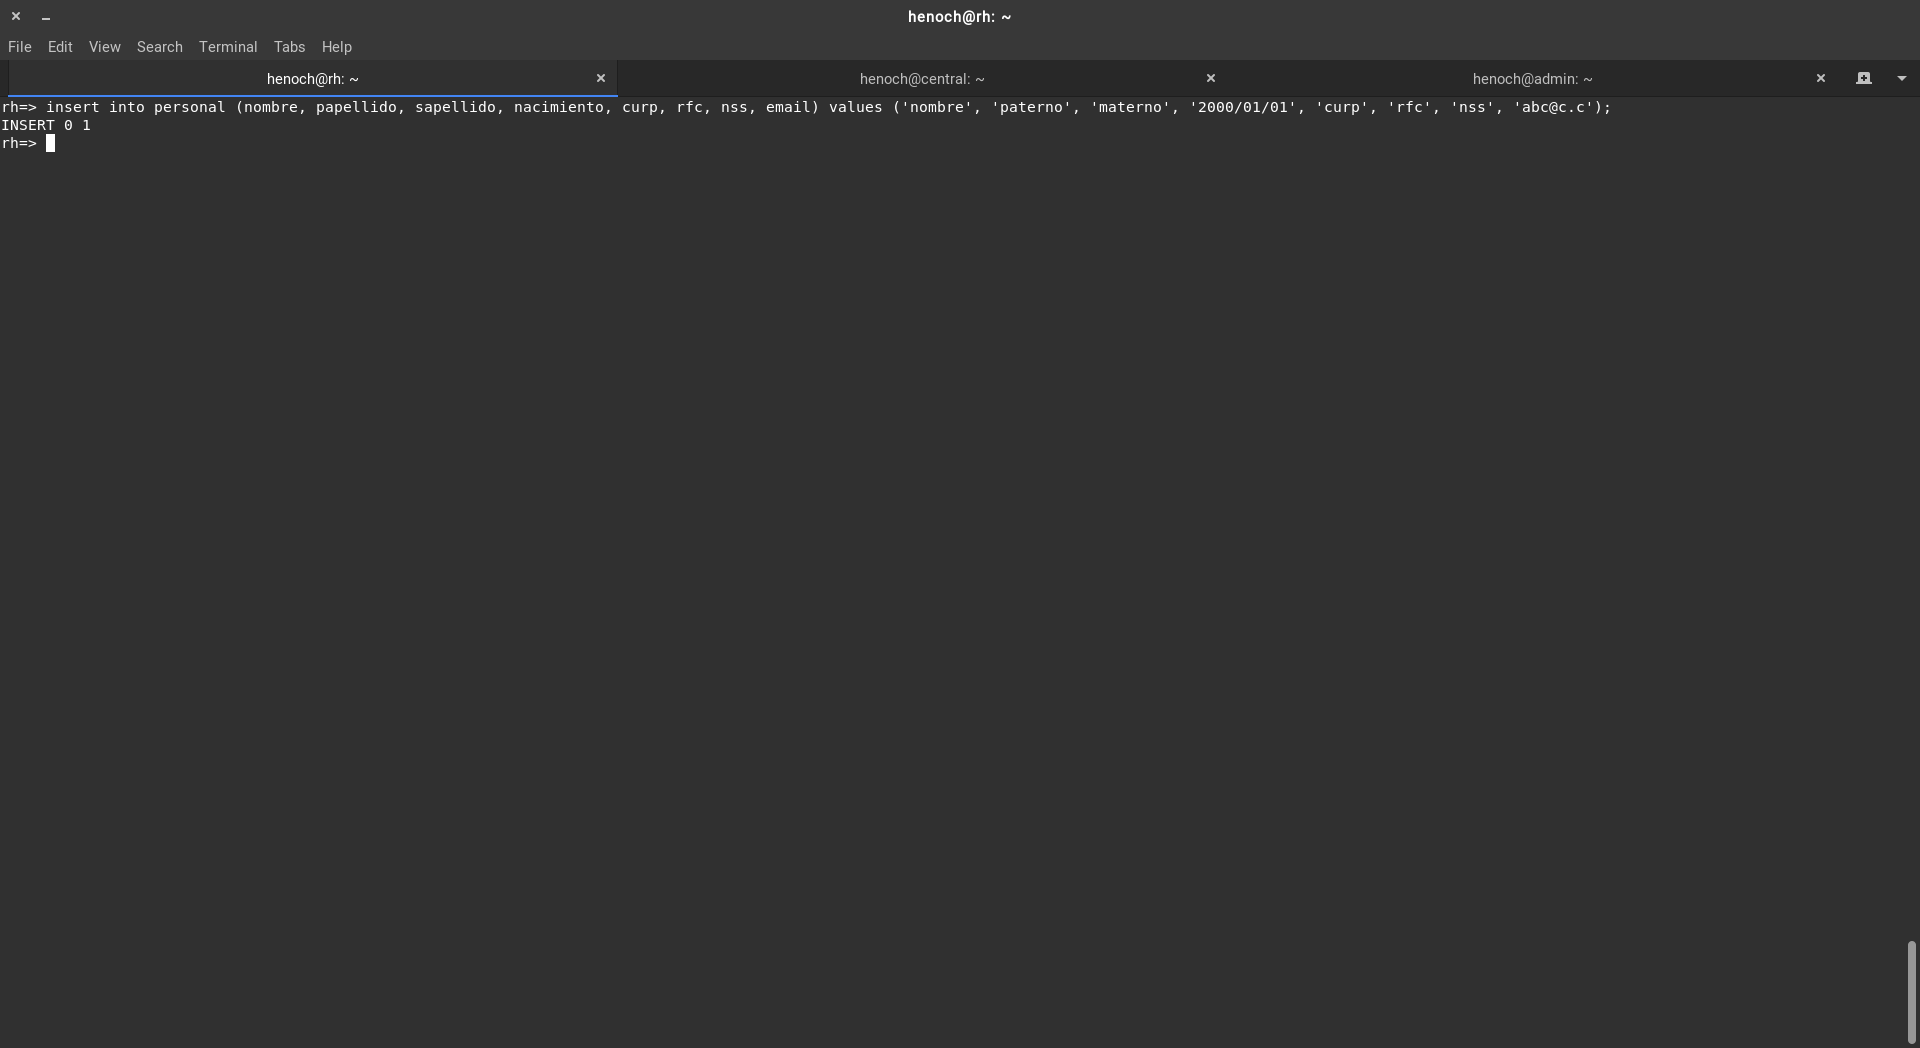 henoch@rh: ~
File Edit View Search Terminal Tabs Help
henoch@rh: ~ henoch@central: ~ henoch@admin: ~
rh=> insert into personal (nombre, papellido, sapellido, nacimiento, curp, rfc, nss, email) values ('nombre', 'paterno', 'materno', '2000/01/01', 'curp', 'rfc', 'nss', 'abc@c.c');
INSERT 0 1
rh=>